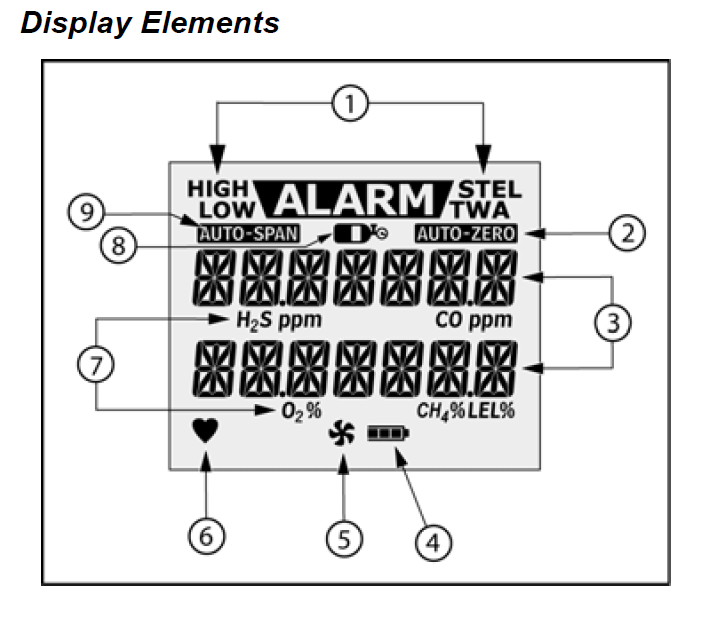 Display Elements
1
HIGH ALARM STEL
LOW TWA
9 AUTO-SPAN AUTO-ZERO 2
8
3
H₂S ppm CO ppm
7
O₂% CH₄% LEL%
6 5 4